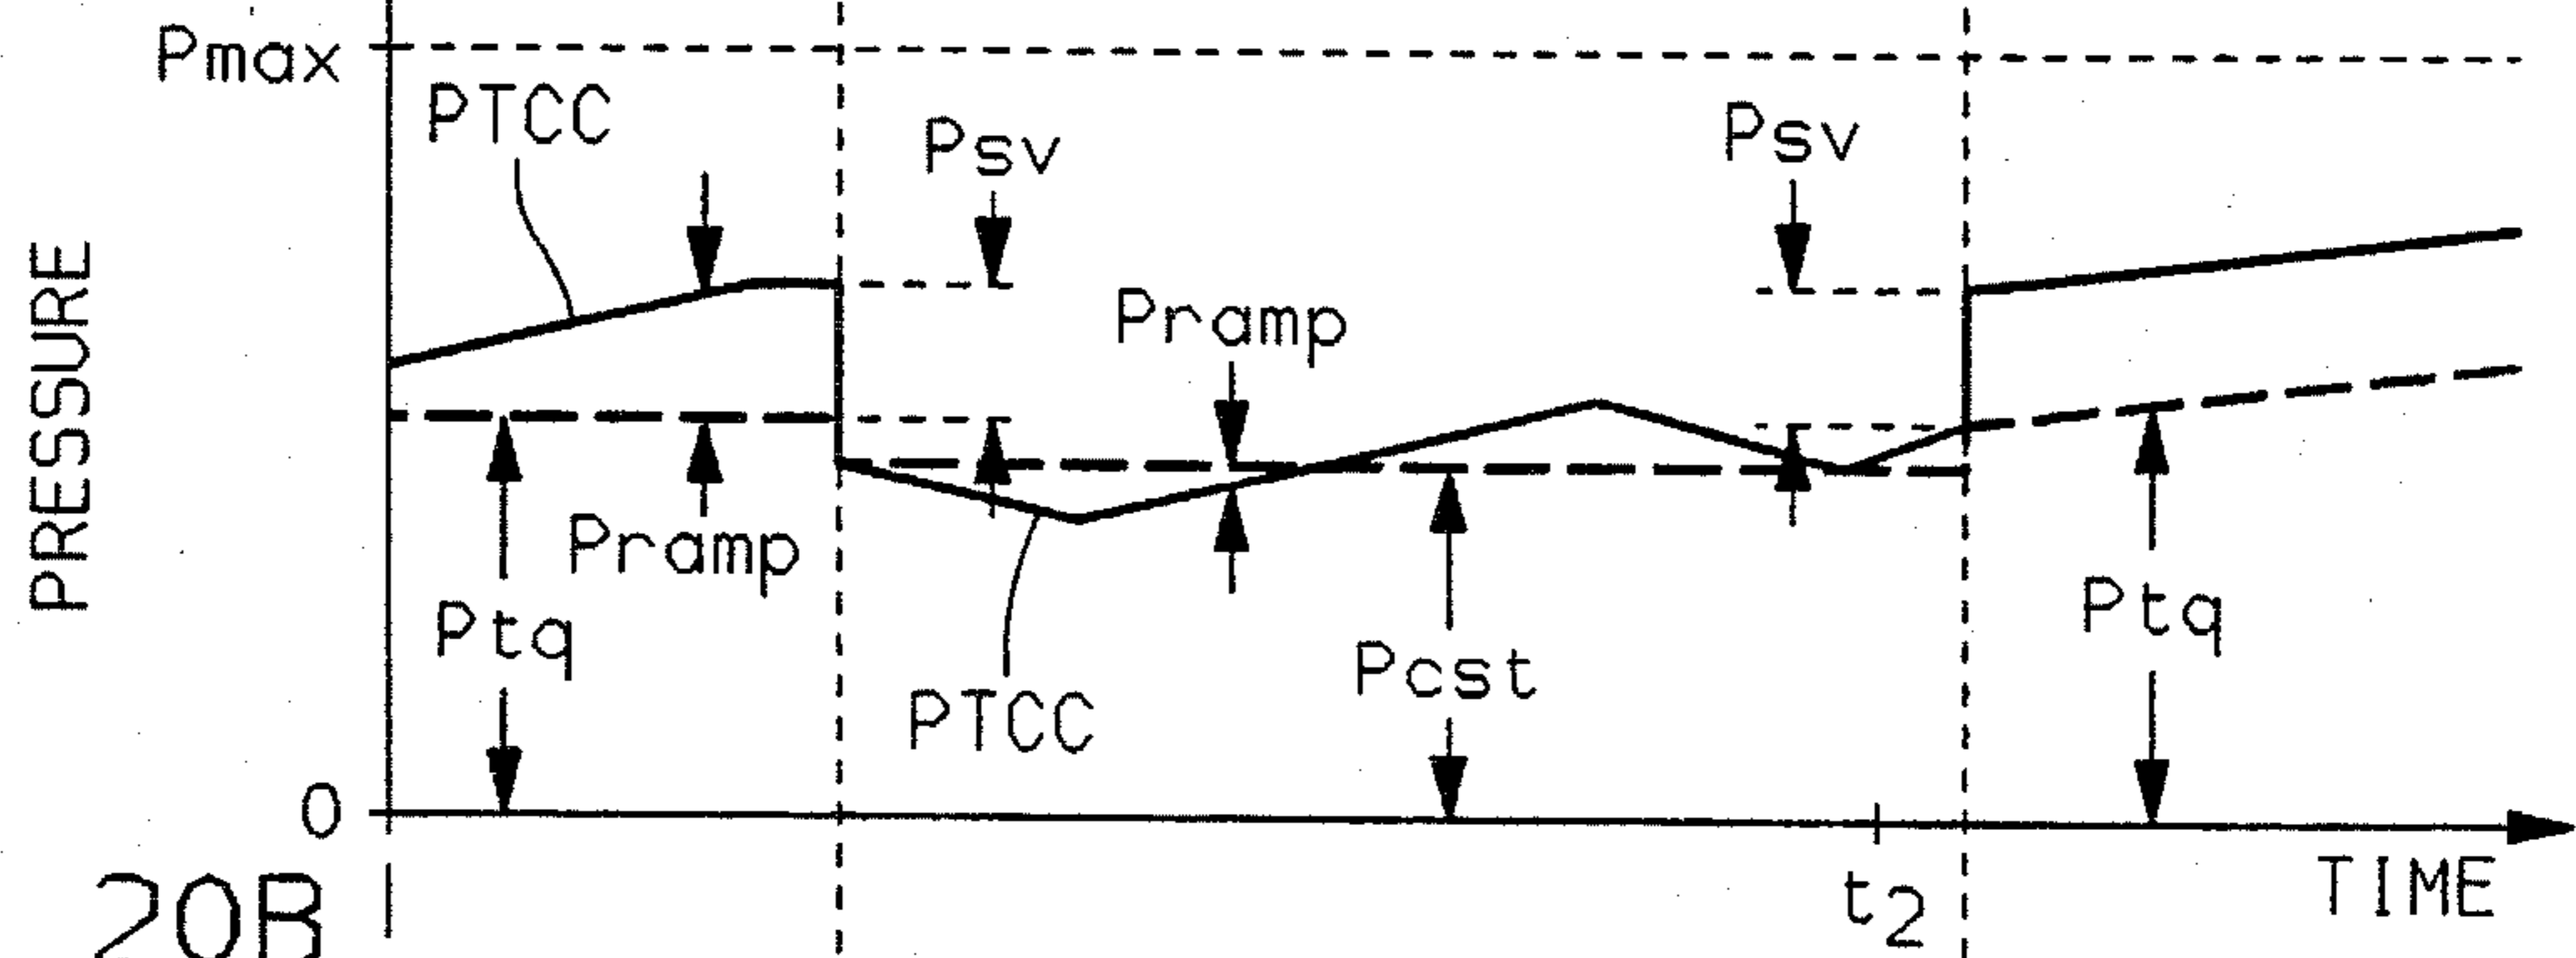 Pmax
PTCC
Psv
Psv
Pramp
PRESSURE
Pramp
Ptq
Ptq
Pcst
PTCC
0
t2
TIME
20B